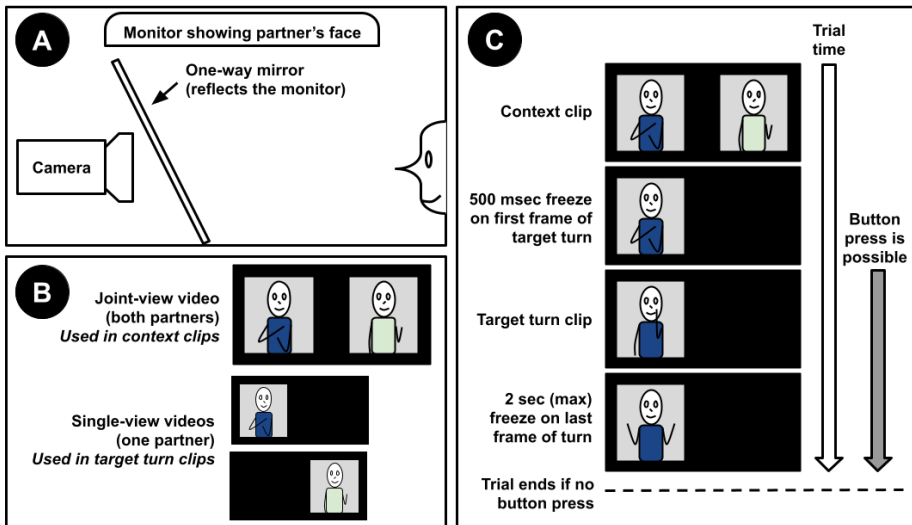 A
Monitor showing partner's face
One-way mirror
(reflects the monitor)
Camera
B
Joint-view video
(both partners)
Used in context clips
Single-view videos
(one partner)
Used in target turn clips
C
Trial
time
Context clip
500 msec freeze
on first frame of
target turn
Button
press is
possible
Target turn clip
2 sec (max)
freeze on last
frame of turn
Trial ends if no
button press